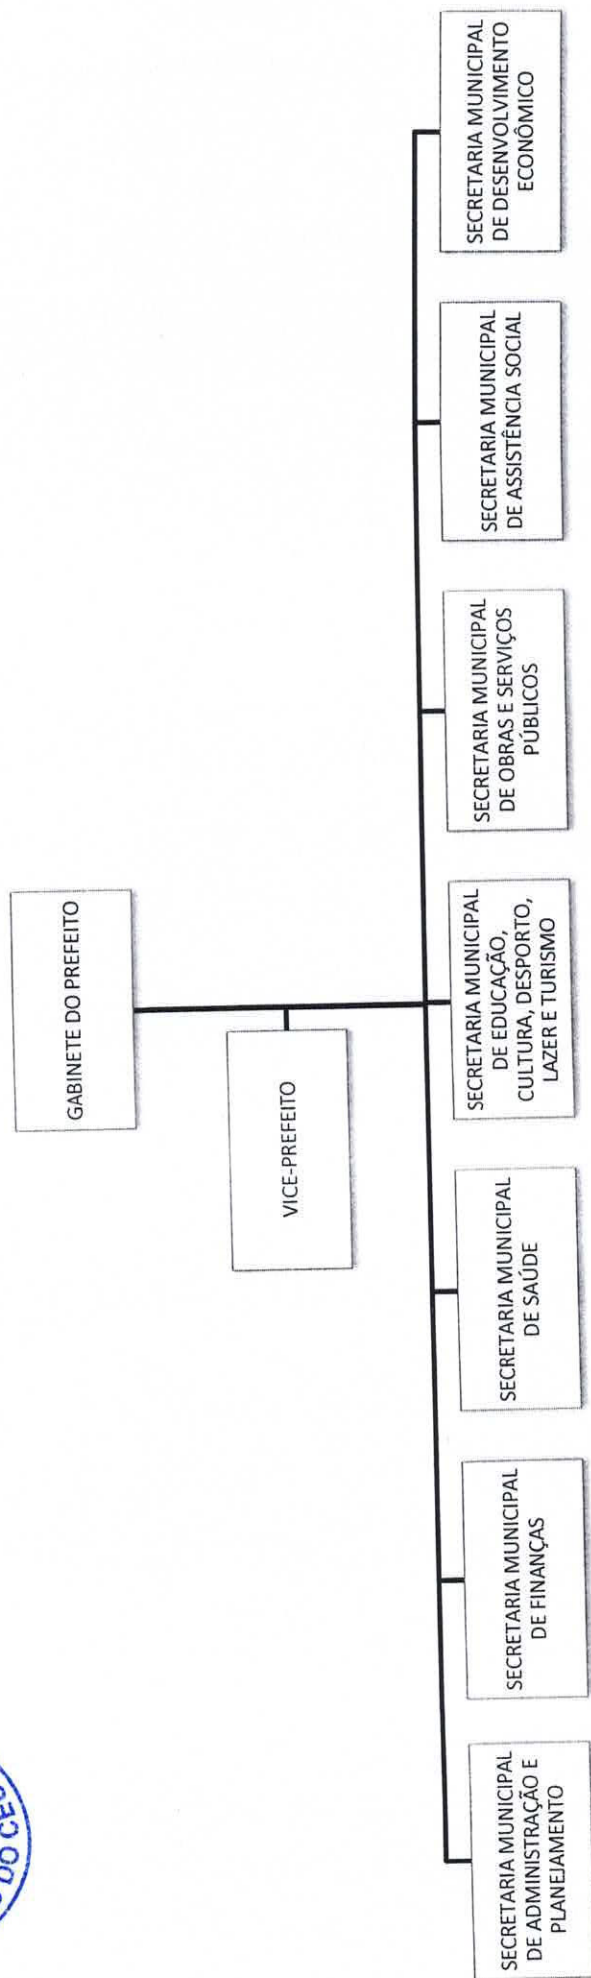 GABINETE DO PREFEITO
VICE-PREFEITO
SECRETARIA MUNICIPAL
DE ADMINISTRAÇÃO E
PLANEJAMENTO
SECRETARIA MUNICIPAL
DE FINANÇAS
SECRETARIA MUNICIPAL
DE SAÚDE
SECRETARIA MUNICIPAL
DE EDUCAÇÃO,
CULTURA, DESPORTO,
LAZER E TURISMO
SECRETARIA MUNICIPAL
DE OBRAS E SERVIÇOS
PÚBLICOS
SECRETARIA MUNICIPAL
DE ASSISTÊNCIA SOCIAL
SECRETARIA MUNICIPAL
DE DESENVOLVIMENTO
ECONÔMICO
DO CÉU